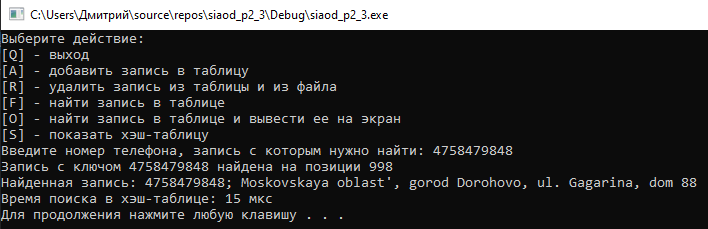 C:\Users\Дмитрий\source\repos\siaod_p2_3\Debug\siaod_p2_3.exe
Выберите действие:
[Q] - выход
[A] - добавить запись в таблицу
[R] - удалить запись из таблицы и из файла
[F] - найти запись в таблице
[O] - найти запись в таблице и вывести ее на экран
[S] - показать хэш-таблицу
Введите номер телефона, запись с которым нужно найти: 4758479848
Запись с ключом 4758479848 найдена на позиции 998
Найденная запись: 4758479848; Moskovskaya oblast', gorod Dorohovo, ul. Gagarina, dom 88
Время поиска в хэш-таблице: 15 мкс
Для продолжения нажмите любую клавишу . . .